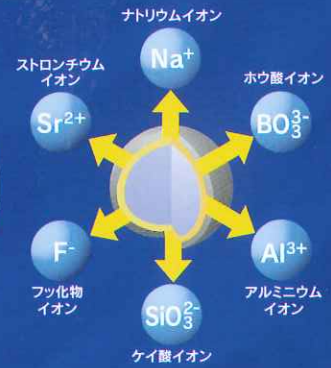 ナトリウムイオン
Na⁺
ストロンチウム
イオン
Sr²⁺
ホウ酸イオン
BO₃³⁻
F⁻
フッ化物
イオン
Al³⁺
アルミニウム
イオン
SiO₃²⁻
ケイ酸イオン